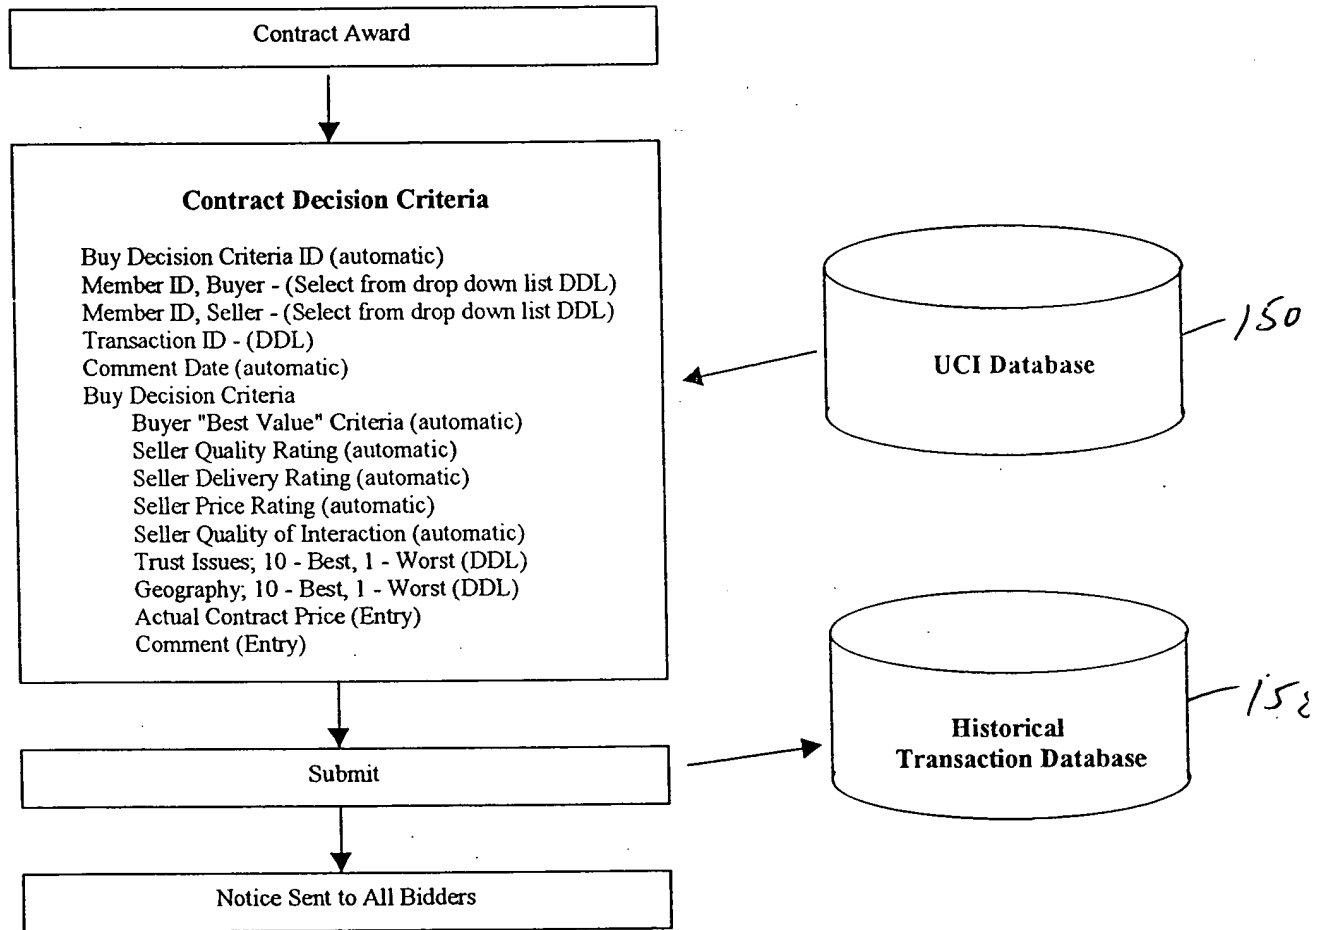 Contract Award
Contract Decision Criteria
Buy Decision Criteria ID (automatic)
Member ID, Buyer - (Select from drop down list DDL)
Member ID, Seller - (Select from drop down list DDL)
Transaction ID - (DDL)
Comment Date (automatic)
Buy Decision Criteria
Buyer "Best Value" Criteria (automatic)
Seller Quality Rating (automatic)
Seller Delivery Rating (automatic)
Seller Price Rating (automatic)
Seller Quality of Interaction (automatic)
Trust Issues; 10 - Best, 1 - Worst (DDL)
Geography; 10 - Best, 1 - Worst (DDL)
Actual Contract Price (Entry)
Comment (Entry)
UCI Database
150
Historical
Transaction Database
Submit
Notice Sent to All Bidders